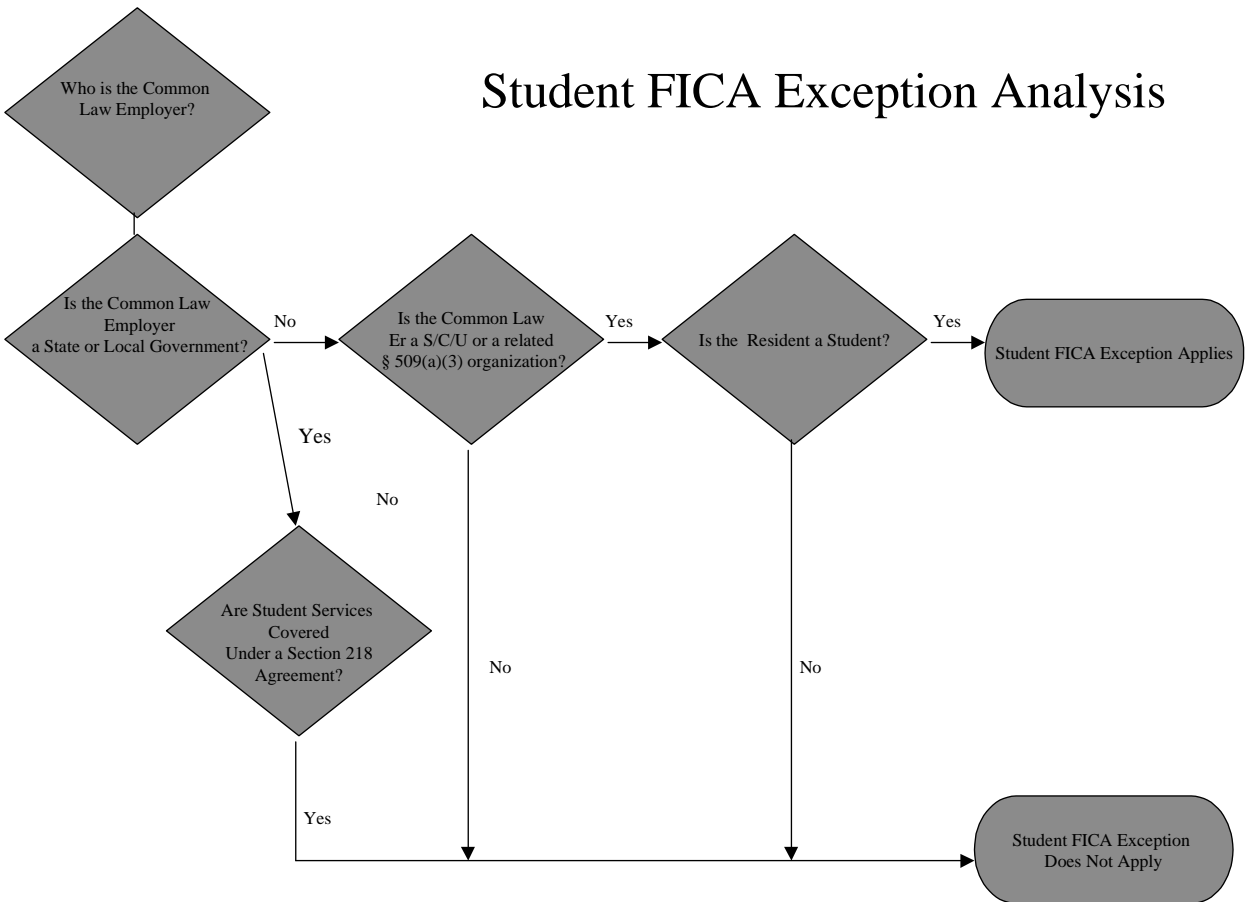 Student FICA Exception Analysis
Who is the Common
Law Employer?
Is the Common Law
Employer
a State or Local Government?
No
Is the Common Law
Er a S/C/U or a related
§ 509(a)(3) organization?
Yes
Is the Resident a Student?
Yes
Student FICA Exception Applies
Yes
No
Are Student Services
Covered
Under a Section 218
Agreement?
No
No
Yes
Student FICA Exception
Does Not Apply